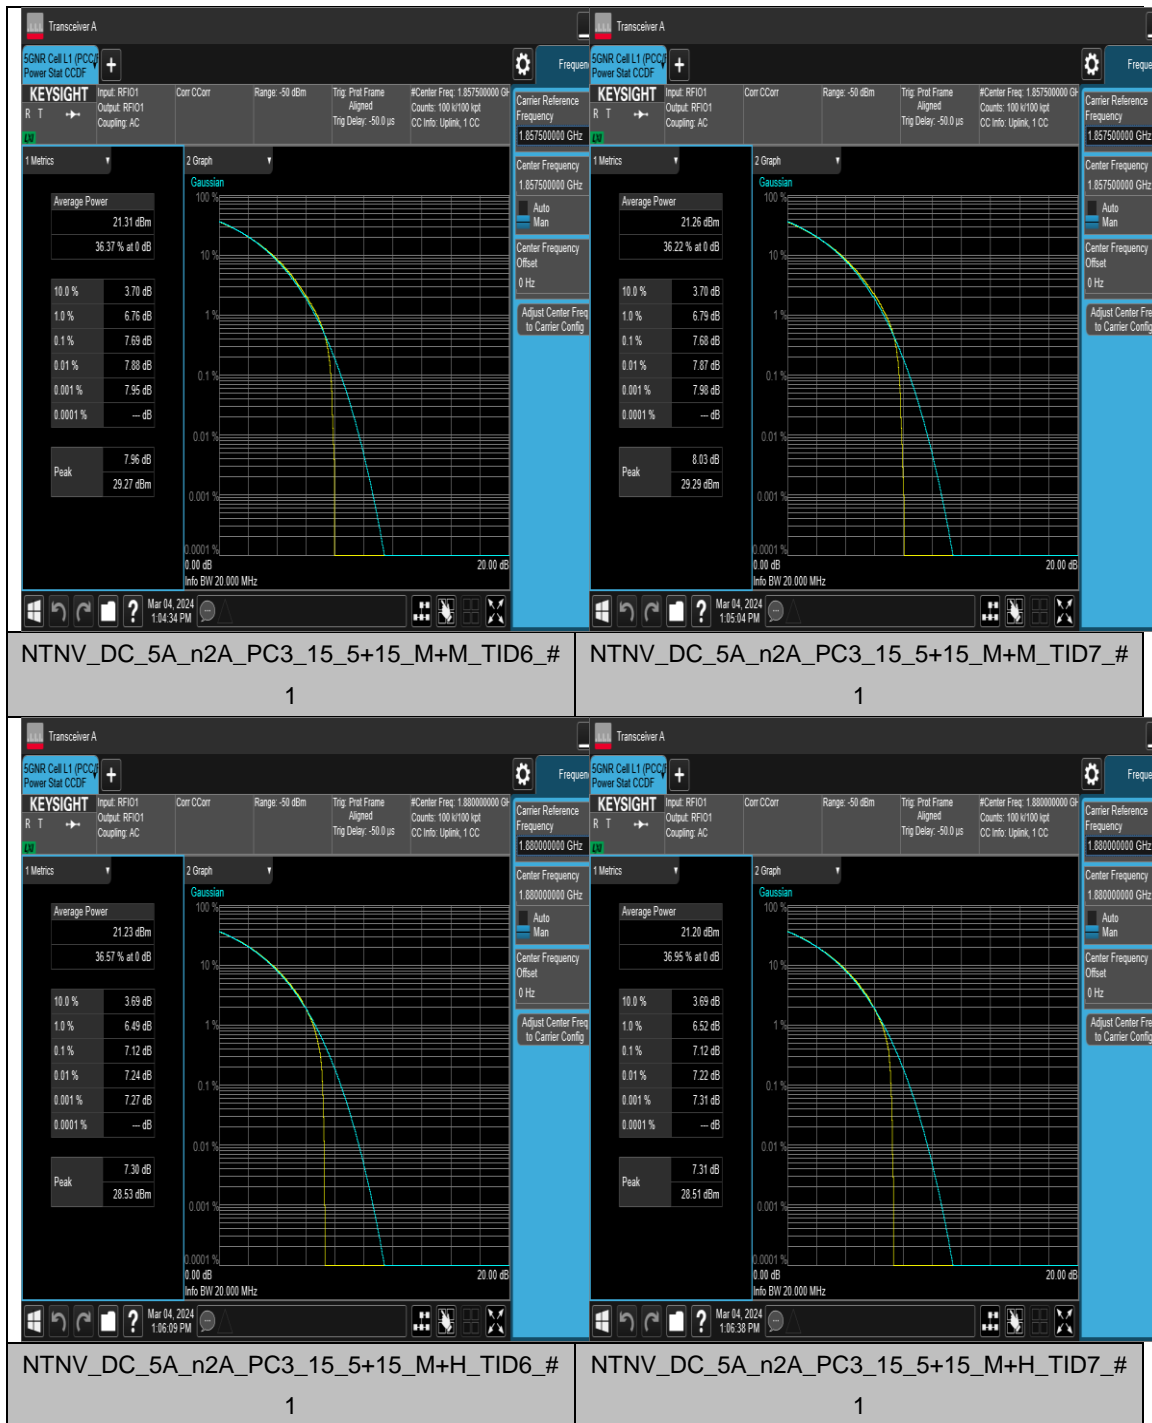 Transceiver A
5GNR Cell L1 (PCC/
Power Stat CCDF
Frequen
KEYSIGHT
R T
LXI
Input: RFIO1
Output: RFIO1
Coupling: AC
Corr CCorr
Range: -50 dBm
Trig: Prot Frame
Aligned
Trig Delay: -50.0 µs
#Center Freq: 1.857500000 GH
Counts: 100 k/100 kpt
CC Info: Uplink, 1 CC
Carrier Reference
Frequency
1.857500000 GHz
Center Frequency
1.857500000 GHz
Auto
Man
Center Frequency
Offset
0 Hz
Adjust Center Freq
to Carrier Config
1 Metrics
Average Power
21.31 dBm
36.37 % at 0 dB
10.0 % 3.70 dB
1.0 % 6.76 dB
0.1 % 7.69 dB
0.01 % 7.88 dB
0.001 % 7.95 dB
0.0001 % --- dB
Peak
7.96 dB
29.27 dBm
2 Graph
Gaussian
100 %
10 %
1 %
0.1 %
0.01 %
0.001 %
0.0001 %
0.00 dB 20.00 dB
Info BW 20.000 MHz
Mar 04, 2024
1:04:34 PM
Transceiver A
5GNR Cell L1 (PCC/
Power Stat CCDF
Freque
KEYSIGHT
R T
LXI
Input: RFIO1
Output: RFIO1
Coupling: AC
Corr CCorr
Range: -50 dBm
Trig: Prot Frame
Aligned
Trig Delay: -50.0 µs
#Center Freq: 1.857500000 GH
Counts: 100 k/100 kpt
CC Info: Uplink, 1 CC
Carrier Reference
Frequency
1.857500000 GHz
Center Frequency
1.857500000 GHz
Auto
Man
Center Frequency
Offset
0 Hz
Adjust Center Fre
to Carrier Config
1 Metrics
Average Power
21.26 dBm
36.22 % at 0 dB
10.0 % 3.70 dB
1.0 % 6.79 dB
0.1 % 7.68 dB
0.01 % 7.87 dB
0.001 % 7.98 dB
0.0001 % --- dB
Peak
8.03 dB
29.29 dBm
2 Graph
Gaussian
100 %
10 %
1 %
0.1 %
0.01 %
0.001 %
0.0001 %
0.00 dB 20.00 dB
Info BW 20.000 MHz
Mar 04, 2024
1:05:04 PM
NTNV_DC_5A_n2A_PC3_15_5+15_M+M_TID6_#
1
NTNV_DC_5A_n2A_PC3_15_5+15_M+M_TID7_#
1
Transceiver A
5GNR Cell L1 (PCC/
Power Stat CCDF
Frequen
KEYSIGHT
R T
LXI
Input: RFIO1
Output: RFIO1
Coupling: AC
Corr CCorr
Range: -50 dBm
Trig: Prot Frame
Aligned
Trig Delay: -50.0 µs
#Center Freq: 1.880000000 GH
Counts: 100 k/100 kpt
CC Info: Uplink, 1 CC
Carrier Reference
Frequency
1.880000000 GHz
Center Frequency
1.880000000 GHz
Auto
Man
Center Frequency
Offset
0 Hz
Adjust Center Freq
to Carrier Config
1 Metrics
Average Power
21.23 dBm
36.57 % at 0 dB
10.0 % 3.69 dB
1.0 % 6.49 dB
0.1 % 7.12 dB
0.01 % 7.24 dB
0.001 % 7.27 dB
0.0001 % --- dB
Peak
7.30 dB
28.53 dBm
2 Graph
Gaussian
100 %
10 %
1 %
0.1 %
0.01 %
0.001 %
0.0001 %
0.00 dB 20.00 dB
Info BW 20.000 MHz
Mar 04, 2024
1:06:09 PM
Transceiver A
5GNR Cell L1 (PCC/
Power Stat CCDF
Freque
KEYSIGHT
R T
LXI
Input: RFIO1
Output: RFIO1
Coupling: AC
Corr CCorr
Range: -50 dBm
Trig: Prot Frame
Aligned
Trig Delay: -50.0 µs
#Center Freq: 1.880000000 GH
Counts: 100 k/100 kpt
CC Info: Uplink, 1 CC
Carrier Reference
Frequency
1.880000000 GHz
Center Frequency
1.880000000 GHz
Auto
Man
Center Frequency
Offset
0 Hz
Adjust Center Fre
to Carrier Config
1 Metrics
Average Power
21.20 dBm
36.95 % at 0 dB
10.0 % 3.69 dB
1.0 % 6.52 dB
0.1 % 7.12 dB
0.01 % 7.22 dB
0.001 % 7.31 dB
0.0001 % --- dB
Peak
7.31 dB
28.51 dBm
2 Graph
Gaussian
100 %
10 %
1 %
0.1 %
0.01 %
0.001 %
0.0001 %
0.00 dB 20.00 dB
Info BW 20.000 MHz
Mar 04, 2024
1:06:38 PM
NTNV_DC_5A_n2A_PC3_15_5+15_M+H_TID6_#
1
NTNV_DC_5A_n2A_PC3_15_5+15_M+H_TID7_#
1